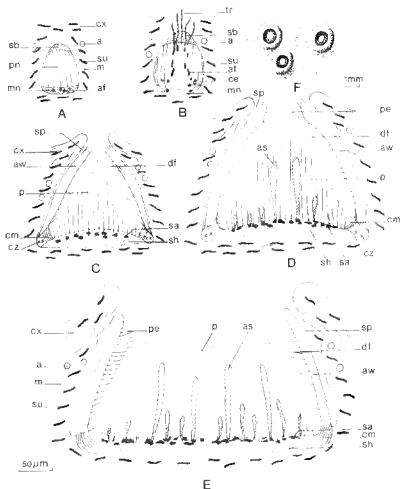 cx
sb
a
pn
su
m
mn
af
A
tr
sb
a
su
af
ce
mn
B
F
1mm
sp
cx
aw
p
cm
cz
df
sa
sh
C
sp
as
pe
df
aw
p
cm
cz
sh
sa
D
cx
pe
p
as
sp
df
a
m
su
aw
sa
cm
sh
50µm
E